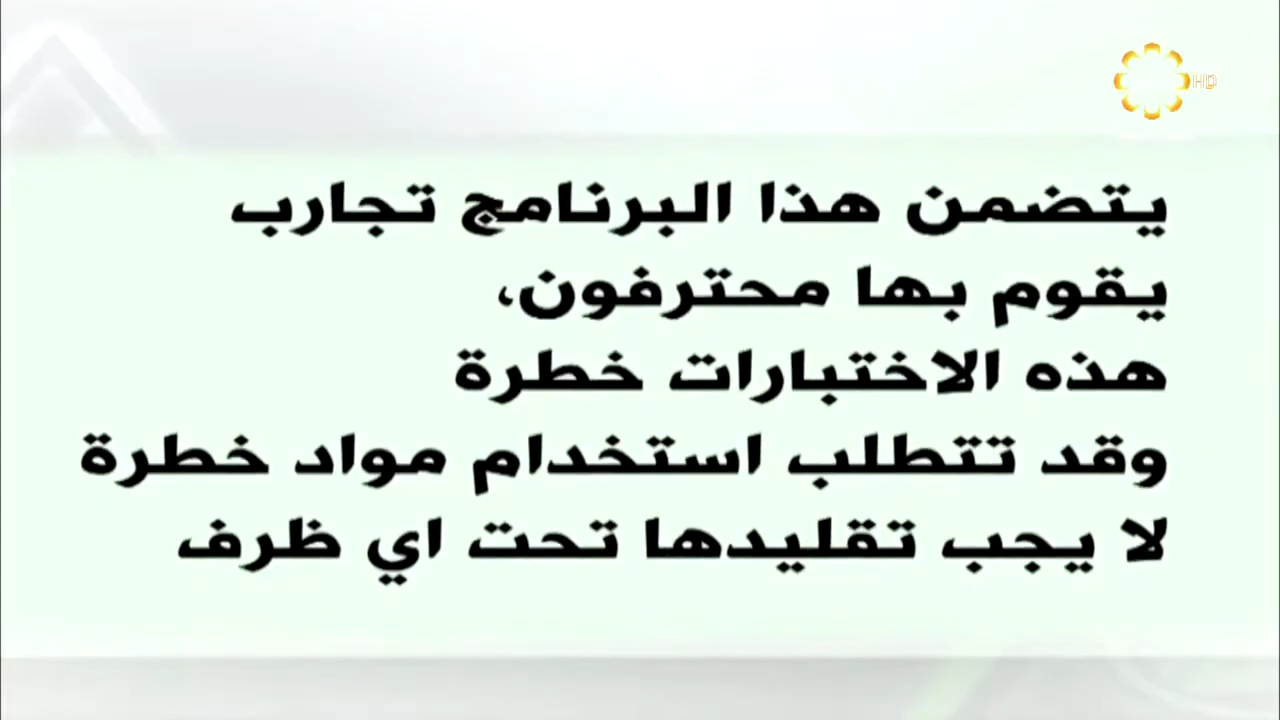 HD
يتضمن هذا البرنامج تجارب
يقوم بها محترفون،
هذه الاختبارات خطرة
وقد تتطلب استخدام مواد خطرة
لا يجب تقليدها تحت اي ظرف